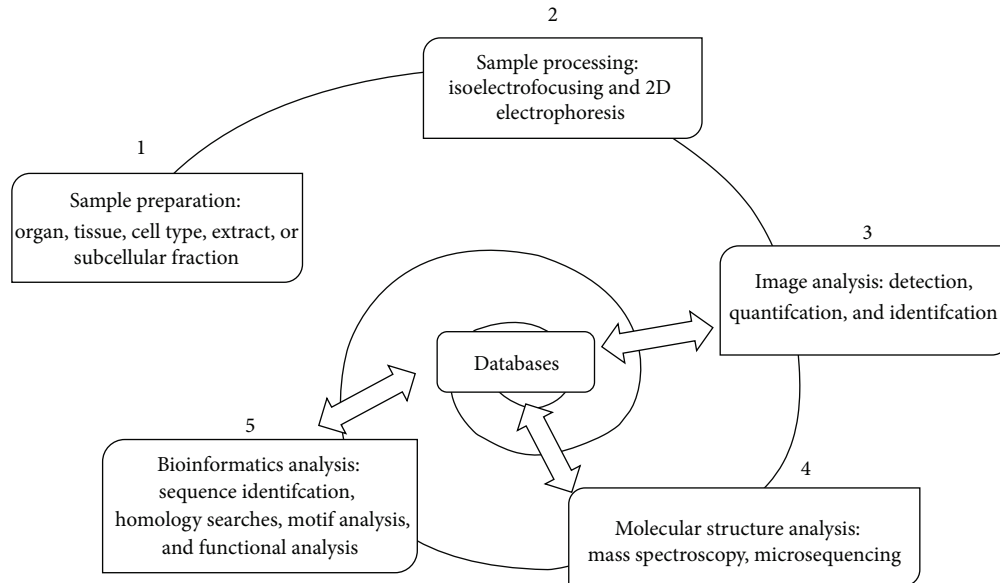 1
Sample preparation:
organ, tissue, cell type, extract, or
subcellular fraction
2
Sample processing:
isoelectrofocusing and 2D
electrophoresis
3
Image analysis: detection,
quantifcation, and identifcation
Databases
4
Molecular structure analysis:
mass spectroscopy, microsequencing
5
Bioinformatics analysis:
sequence identifcation,
homology searches, motif analysis,
and functional analysis